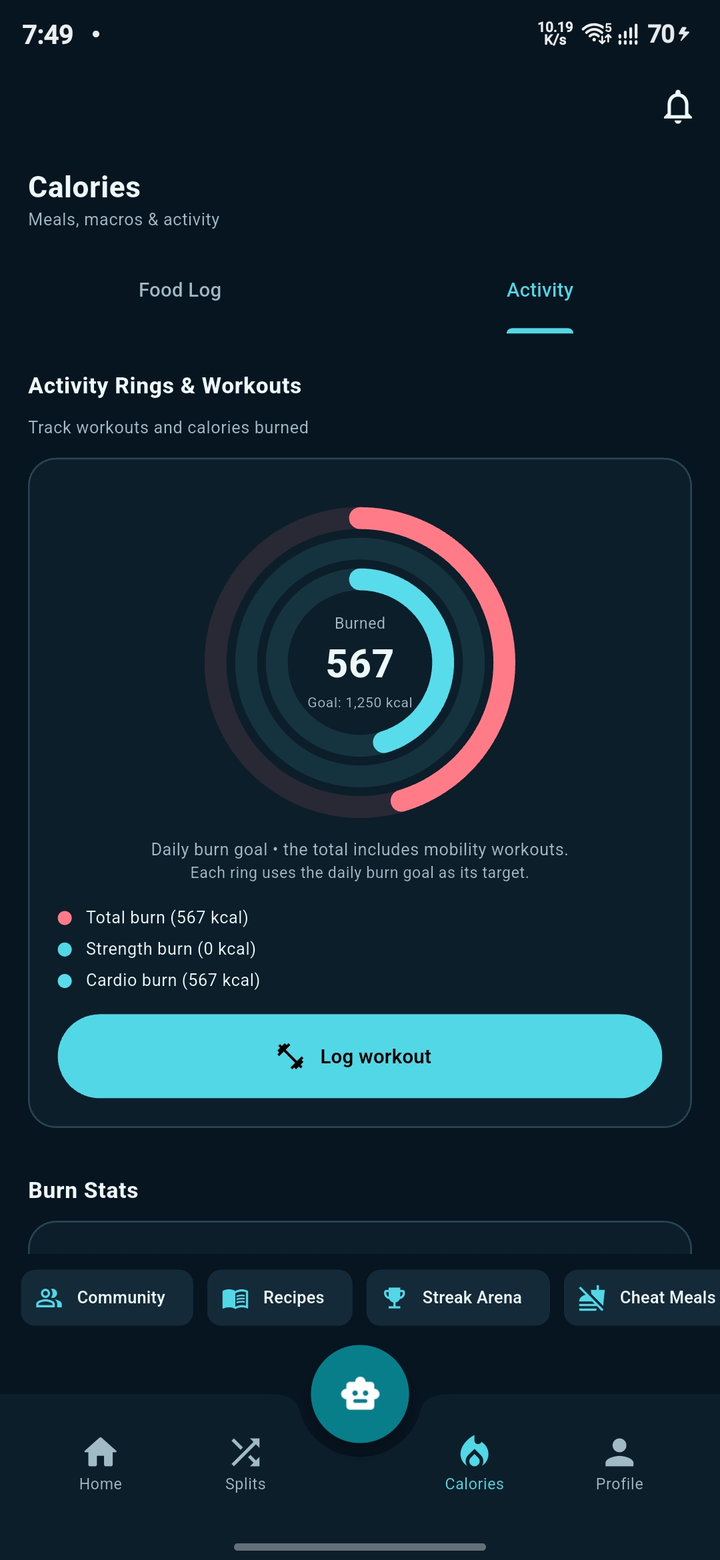 7:49
10.19
K/s
5
70
Calories
Meals, macros & activity
Food Log
Activity
Activity Rings & Workouts
Track workouts and calories burned
Burned
567
Goal: 1,250 kcal
Daily burn goal • the total includes mobility workouts.
Each ring uses the daily burn goal as its target.
Total burn (567 kcal)
Strength burn (0 kcal)
Cardio burn (567 kcal)
Log workout
Burn Stats
Community
Recipes
Streak Arena
Cheat Meals
Home
Splits
Calories
Profile